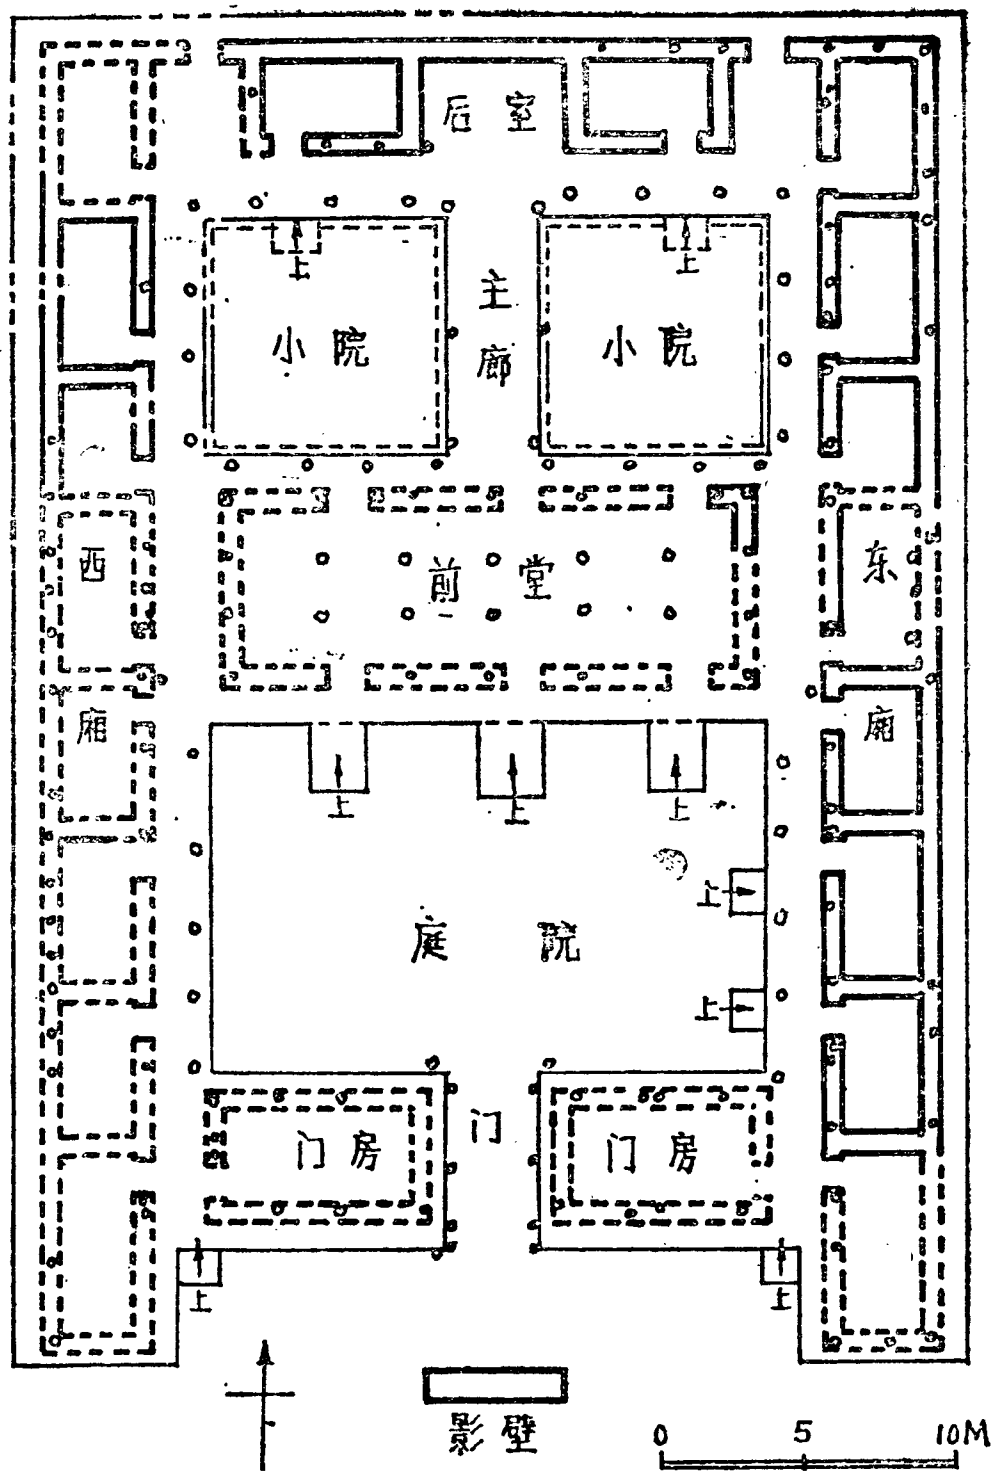 后室
上 上
主廊
小院 小院
西厢
前堂
东厢
上 上 上
上
庭院
上
门
门房 门房
上 上
影壁
0 5 10M